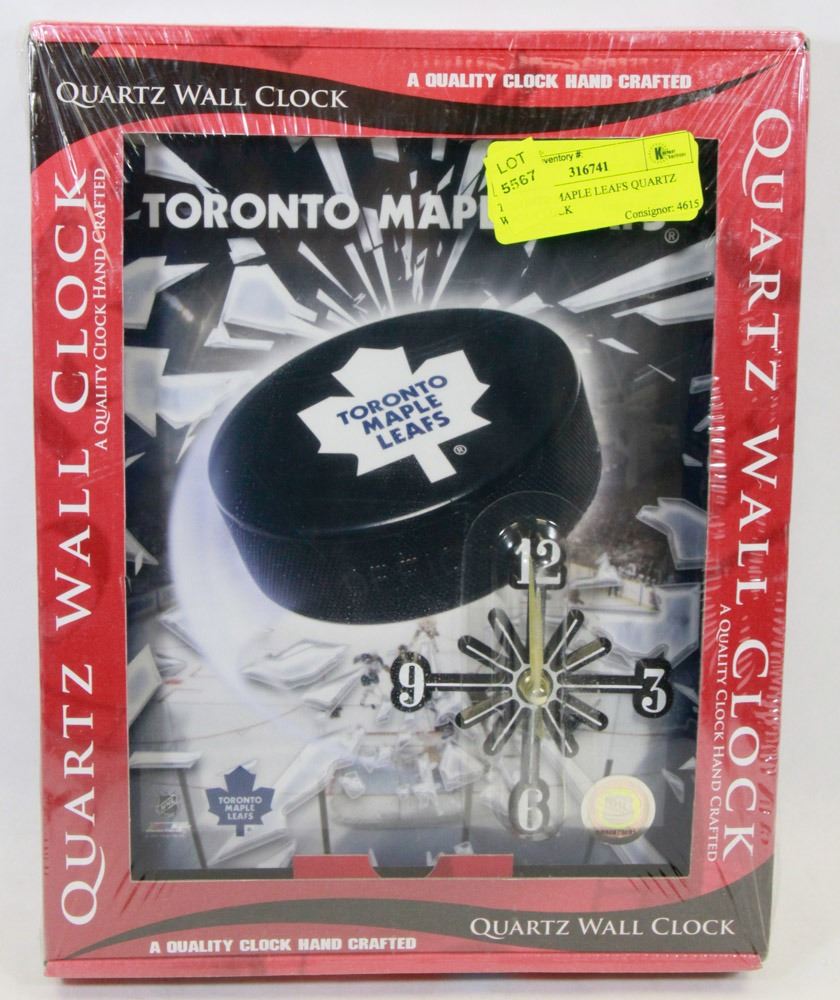 QUARTZ WALL CLOCK
A QUALITY CLOCK HAND CRAFTED
QUARTZ WALL CLOCK
A QUALITY CLOCK HAND CRAFTED
LOT
5567
316741
MAPLE LEAFS QUARTZ
Consignor: 4615
TORONTO
®
TORONTO
MAPLE
LEAFS
®
12
9
3
6
TORONTO
MAPLE
LEAFS
NHL
QUARTZ WALL CLOCK
A QUALITY CLOCK HAND CRAFTED
A QUALITY CLOCK HAND CRAFTED
QUARTZ WALL CLOCK